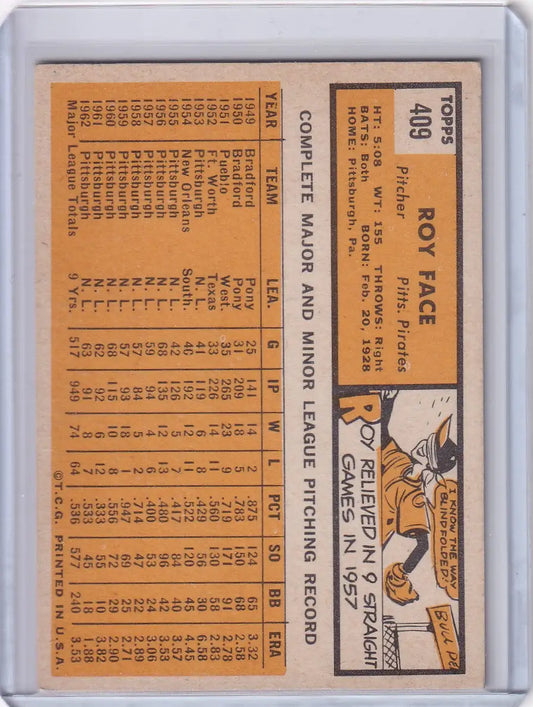 TOPPS
409
ROY FACE
Pitcher Pitts. Pirates
HT: 5:08 WT: 155 THROWS: Right
BATS: Both BORN: Feb. 20, 1928
HOME: Pittsburgh, Pa.
I KNOW THE WAY
BLINDFOLDED!
BULL PE
ROY RELIEVED IN 9 STRAIGHT
GAMES IN 1957
COMPLETE MAJOR AND MINOR LEAGUE PITCHING RECORD
YEAR TEAM LEA. G IP W L PCT SO BB ERA
1949 Bradford Pony 25 141 14 2 .875 124 65 3.32
1950 Bradford Pony 31 209 18 5 .783 151 68 2.58
1951 Pueblo West. 35 265 23 9 .719 171 91 2.78
1952 Ft. Worth Texas 33 226 14 11 .560 130 58 2.83
1953 Pittsburgh N. L. 41 119 6 8 .429 56 30 6.58
1954 New Orleans South. 40 192 12 11 .522 120 44 4.45
1955 Pittsburgh N. L. 42 126 5 7 .417 84 40 3.57
1956 Pittsburgh N. L. 68 135 12 13 .480 96 42 3.53
1957 Pittsburgh N. L. 59 94 4 6 .400 53 24 3.06
1958 Pittsburgh N. L. 57 84 5 2 .714 47 22 2.89
1959 Pittsburgh N. L. 57 93 18 1 .947 69 25 2.71
1960 Pittsburgh N. L. 68 115 10 8 .556 72 29 2.90
1961 Pittsburgh N. L. 62 92 6 12 .333 55 10 3.83
1962 Pittsburgh N. L. 63 91 8 7 .533 45 18 1.88
Major League Totals 9 Yrs. 517 949 74 64 .536 577 240
©T.C.G. PRINTED IN U.S.A.